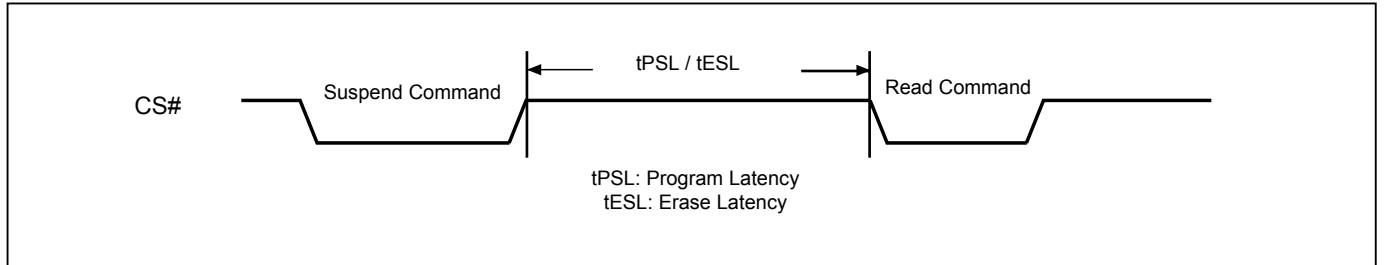 tPSL / tESL
Suspend Command
Read Command
CS#
tPSL: Program Latency
tESL: Erase Latency